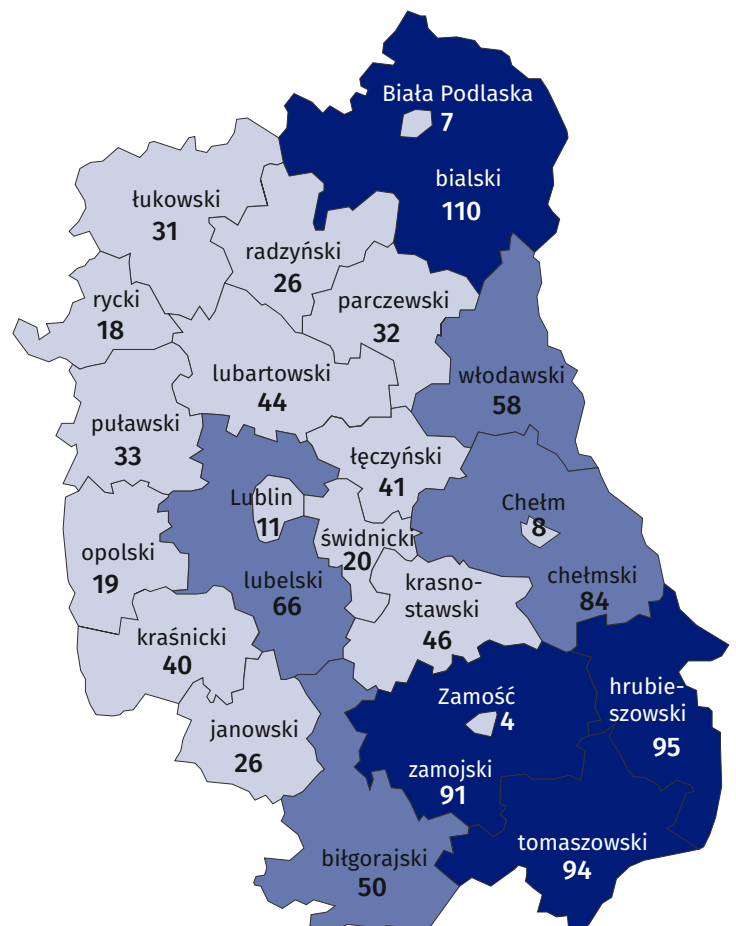 Biała Podlaska
7
bialski
110
łukowski
31
radzyński
26
rycki
18
parczewski
32
lubartowski
44
włodawski
58
puławski
33
łęczyński
41
Lublin
11
Chełm
8
świdnicki
20
opolski
19
lubelski
66
krasno-
stawski
46
chełmski
84
kraśnicki
40
janowski
26
Zamość
4
hrubie-
szowski
95
zamojski
91
tomaszowski
94
biłgorajski
50